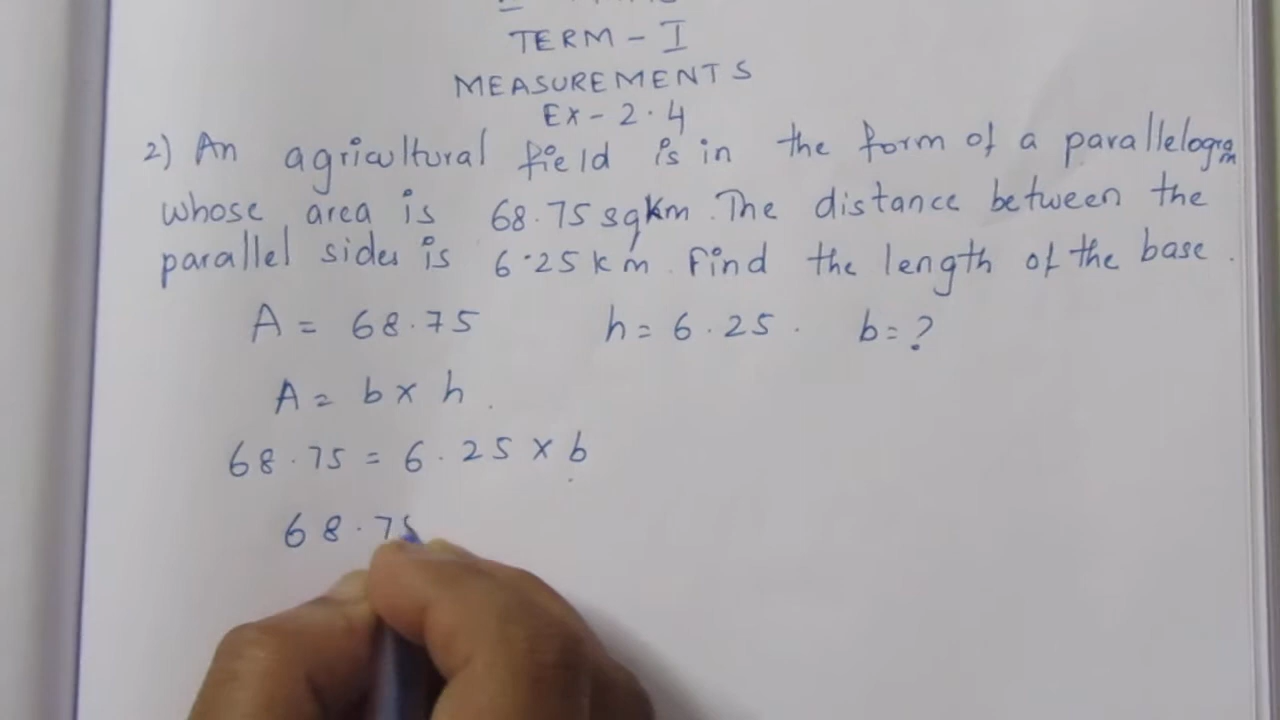 TERM - I
MEASUREMENTS
EX - 2.4
2) An agricultural field is in the form of a parallelogram
whose area is 68.75 sqkm. The distance between the
parallel sides is 6.25 km. Find the length of the base.
A = 68.75 h = 6.25. b = ?
A = b x h.
68.75 = 6.25 x b
68.75